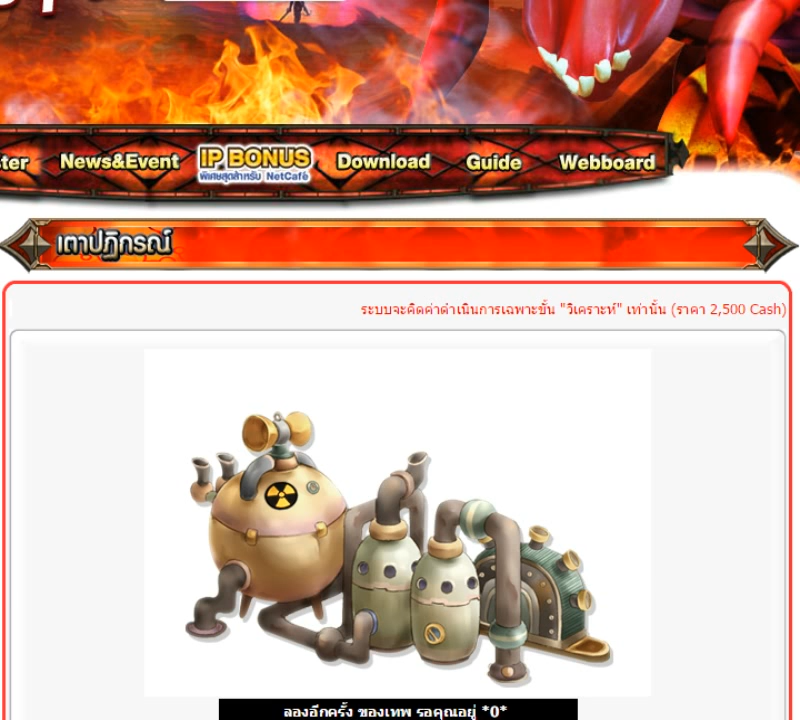 ter News&Event IP BONUS Download Guide Webboard
พิเศษสุดสำหรับ NetCafé
เตาปฏิกรณ์
ระบบจะคิดค่าดำเนินการเฉพาะขั้น "วิเคราะห์" เท่านั้น (ราคา 2,500 Cash)
ลองอีกครั้ง ของเทพ รอคุณอยู่ *0*